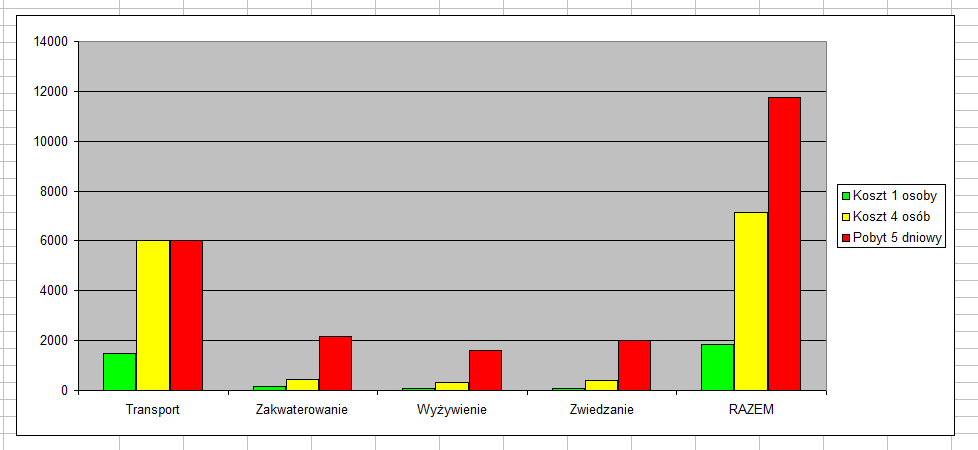 14000
12000
10000
8000
6000
4000
2000
0
Transport Zakwaterowanie Wyżywienie Zwiedzanie RAZEM
Koszt 1 osoby
Koszt 4 osób
Pobyt 5 dniowy